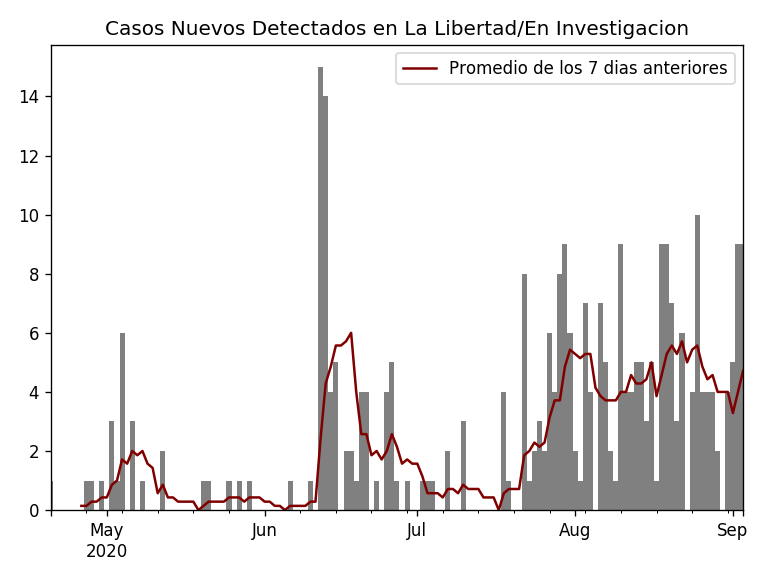 Casos Nuevos Detectados en La Libertad/En Investigacion
Promedio de los 7 dias anteriores
14
12
10
8
6
4
2
0
May
2020
Jun
Jul
Aug
Sep